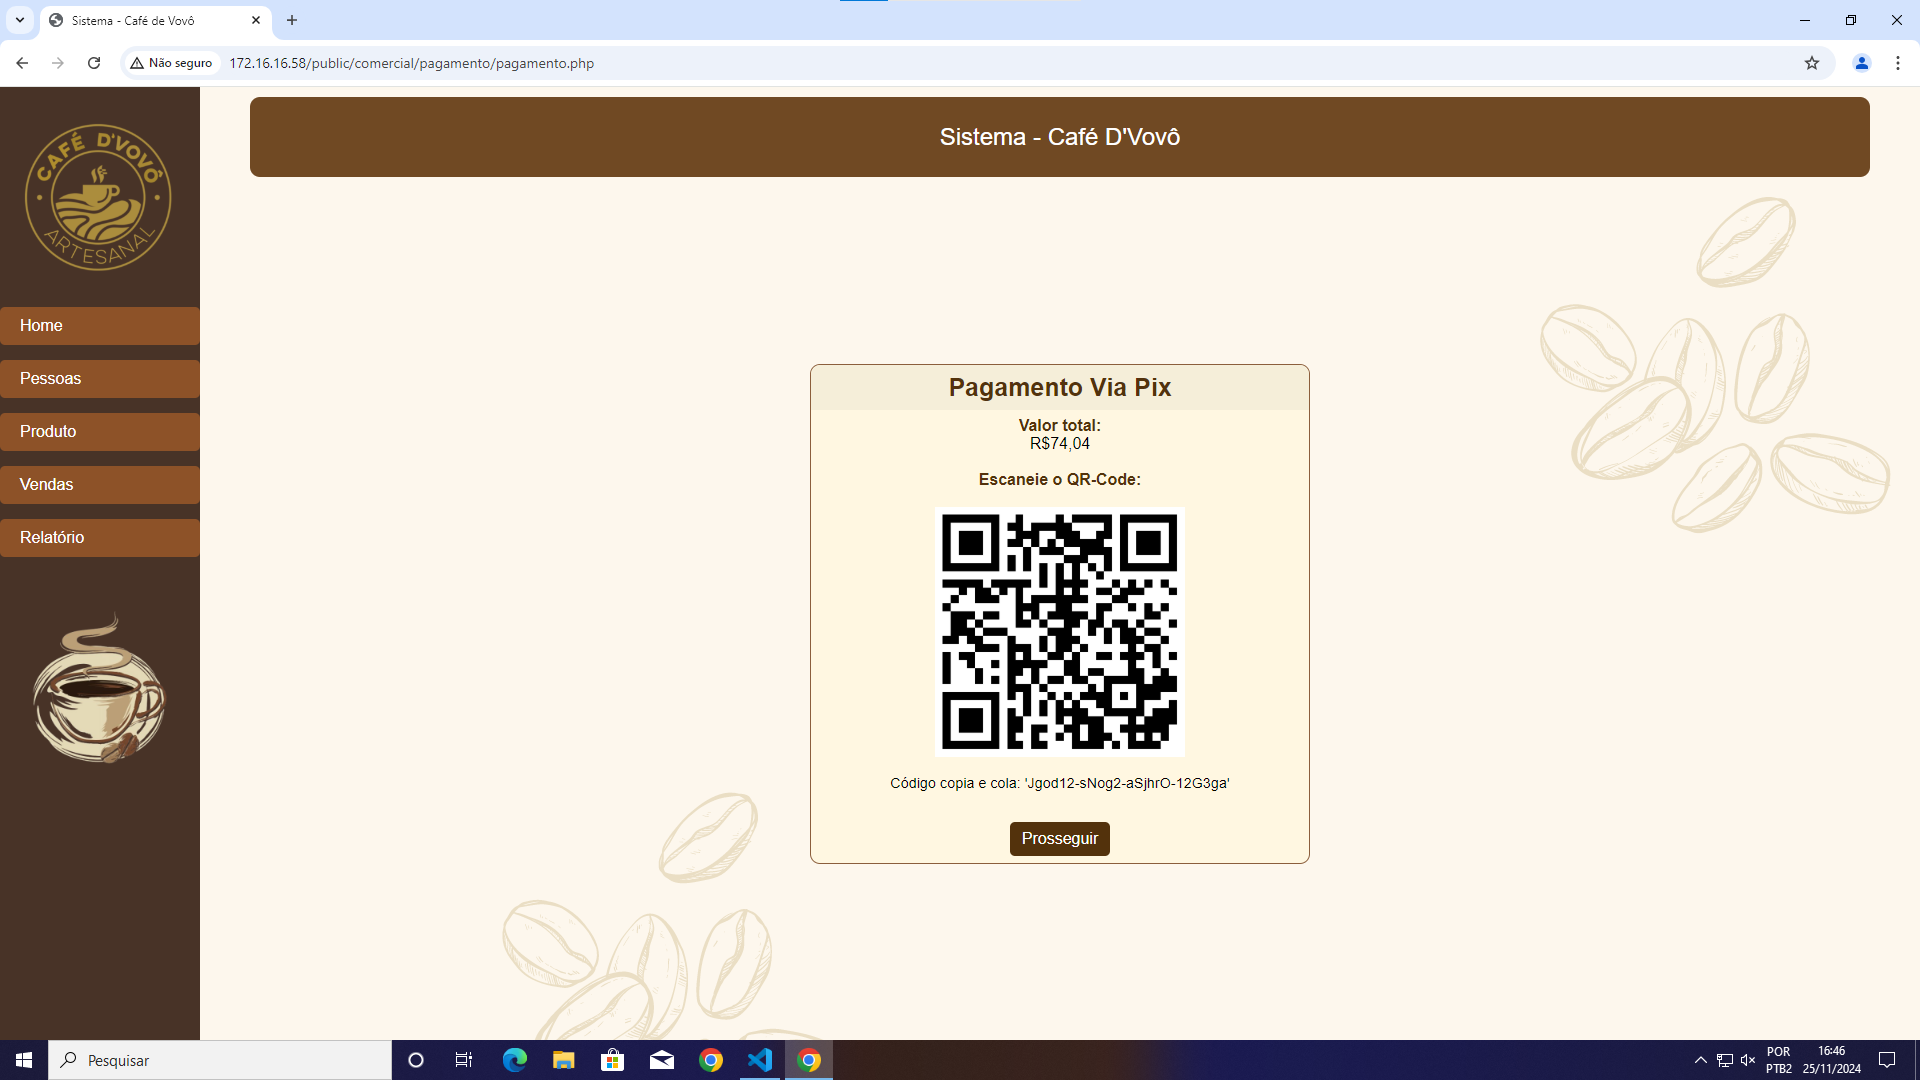 Sistema - Café de Vovô
Não seguro
172.16.16.58/public/comercial/pagamento/pagamento.php
CAFÉ D'VOVÔ
ARTESANAL
Sistema - Café D'Vovô
Home
Pessoas
Produto
Vendas
Relatório
Pagamento Via Pix
Valor total:
R$74,04
Escaneie o QR-Code:
Código copia e cola: 'Jgod12-sNog2-aSjhrO-12G3ga'
Prosseguir
Pesquisar
POR
PTB2
16:46
25/11/2024